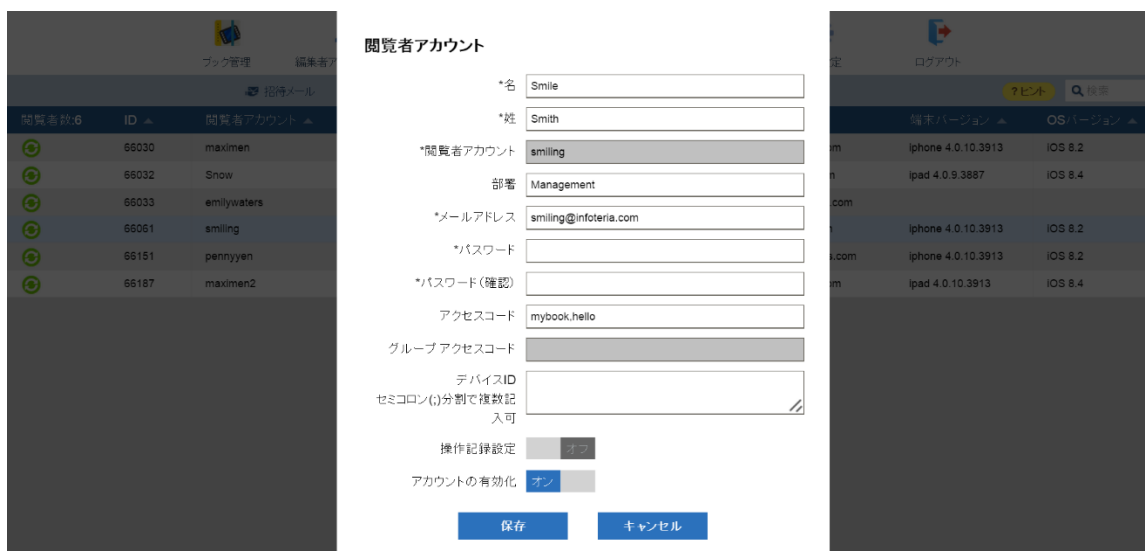 閲覧者アカウント
ブック管理
編集者ア
定
ログアウト
招待メール
?ヒント
検索
閲覧者数:6 ID 閲覧者アカウント 端末バージョン OSバージョン
66030 maximen om iphone 4.0.10.3913 iOS 8.2
66032 Snow ipad 4.0.9.3887 iOS 8.4
66033 emilywaters .com
66061 smiling iphone 4.0.10.3913 iOS 8.2
66151 pennyyen s.com iphone 4.0.10.3913 iOS 8.2
66187 maximen2 om ipad 4.0.10.3913 iOS 8.4
*名 Smile
*姓 Smith
*閲覧者アカウント smiling
部署 Management
*メールアドレス smiling@infoteria.com
*パスワード
*パスワード(確認)
アクセスコード mybook,hello
グループ アクセスコード
デバイスID
セミコロン(;)分割で複数記
入可
操作記録設定 オフ
アカウントの有効化 オン
保存 キャンセル